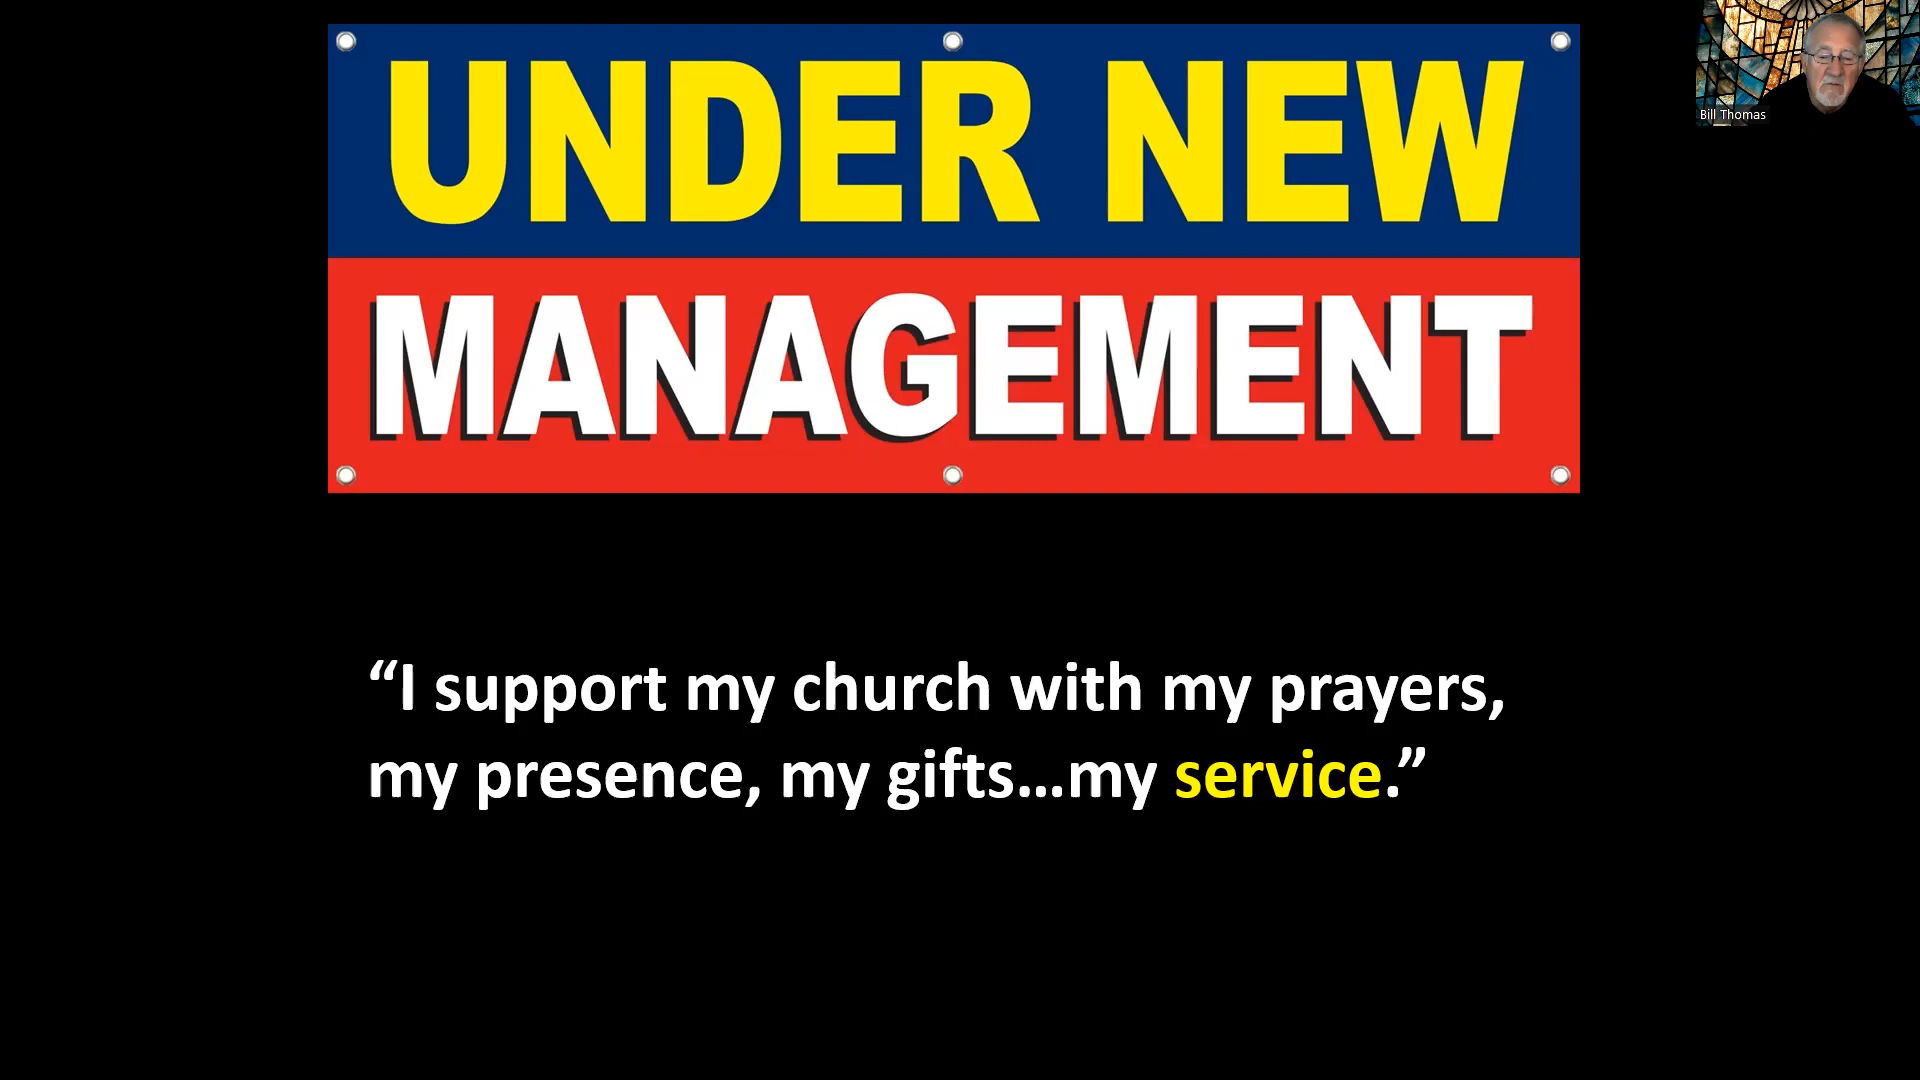 UNDER NEW
MANAGEMENT
Bill Thomas
“I support my church with my prayers,
my presence, my gifts...my service.”